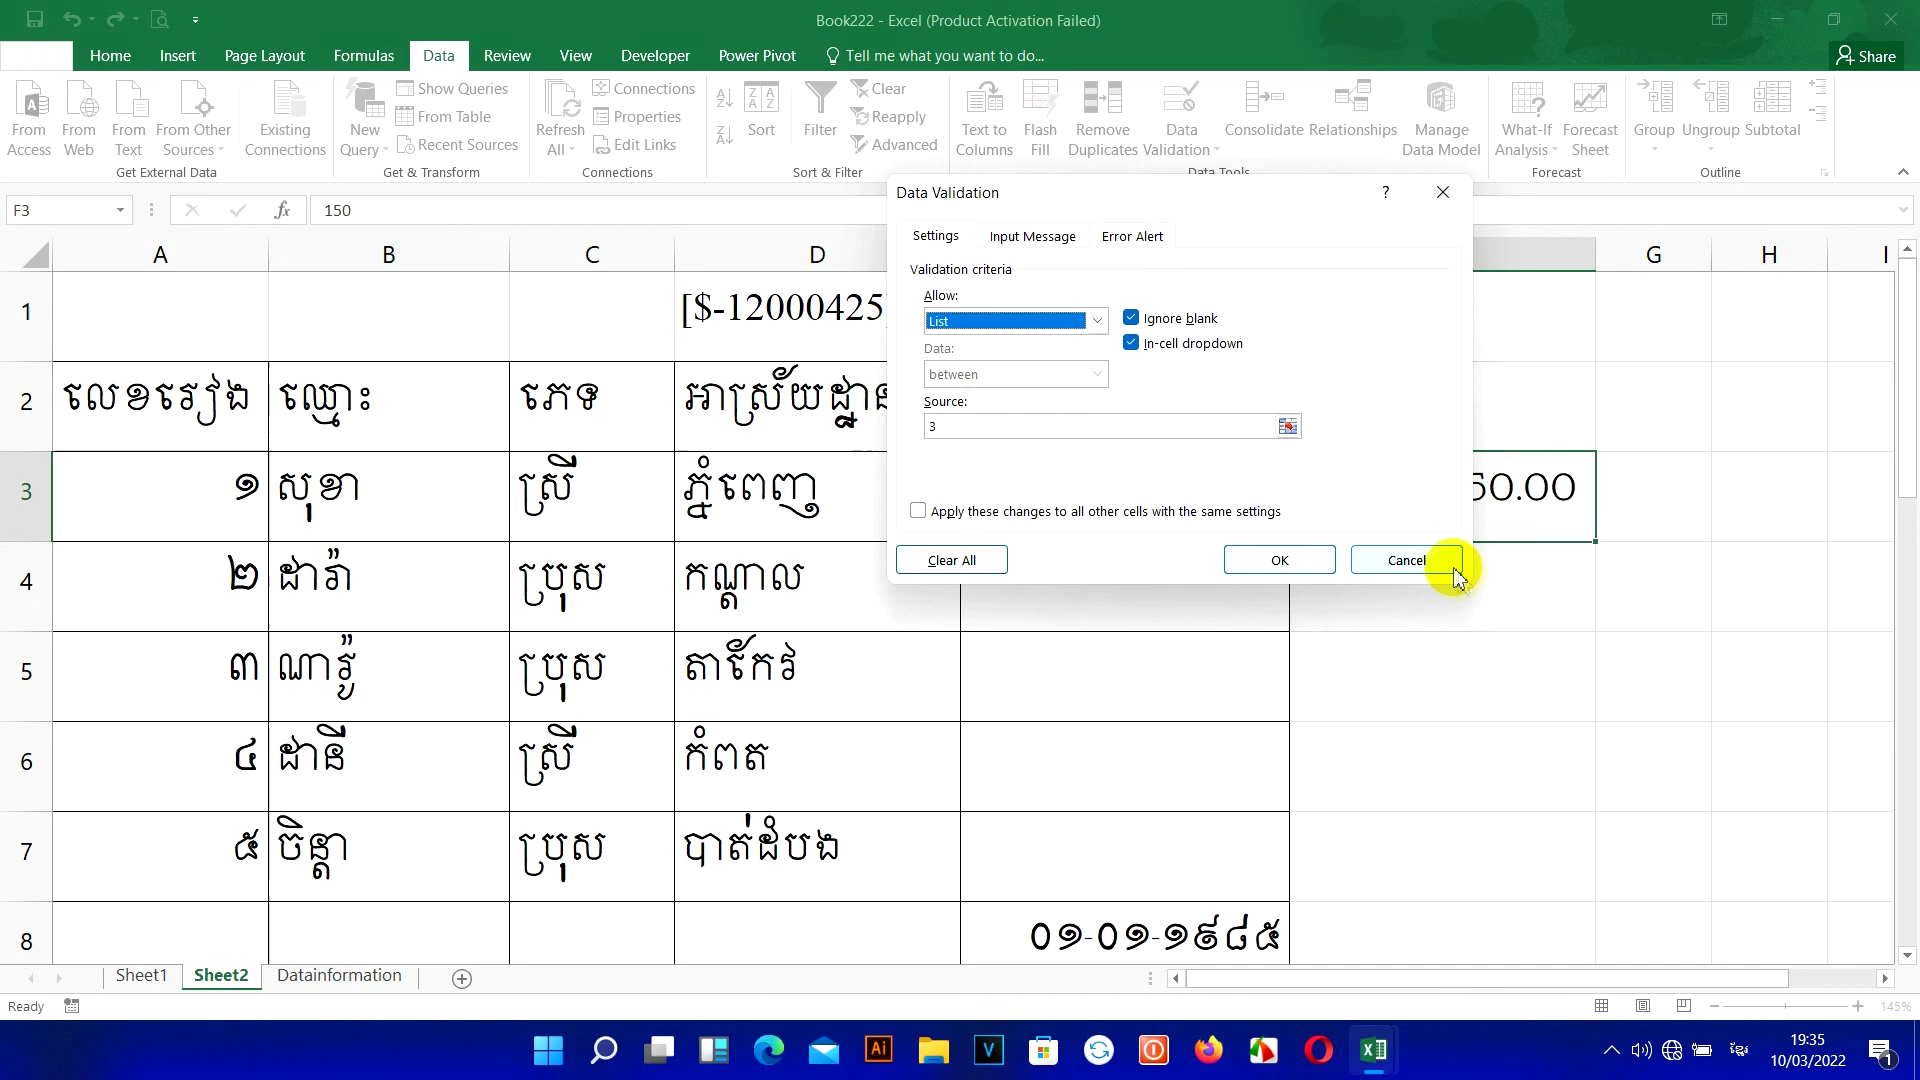 Book222 - Excel (Product Activation Failed)
Home Insert Page Layout Formulas Data Review View Developer Power Pivot Tell me what you want to do... Share
From Access From Web From Text From Other Sources Existing Connections New Query Show Queries From Table Recent Sources Refresh All Connections Properties Edit Links Sort Filter Clear Reapply Advanced Text to Columns Flash Fill Remove Duplicates Data Validation Consolidate Relationships Manage Data Model What-If Analysis Forecast Sheet Group Ungroup Subtotal
Get External Data Get & Transform Connections Sort & Filter Data Tools Forecast Outline
F3 fx 150
Data Validation ?
Settings Input Message Error Alert
Validation criteria
Allow:
List Ignore blank
Data: In-cell dropdown
between
Source:
3
Apply these changes to all other cells with the same settings
Clear All OK Cancel
A B C D G H I
1 [$-12000425]
2 លេខរៀង ឈ្មោះ ភេទ អាស្រ័យដ្ឋាន
3 ១ សុខា ស្រី ភ្នំពេញ 50.00
4 ២ ដារ៉ា ប្រុស កណ្ដាល
5 ៣ ណារ៉ូ ប្រុស តាកែវ
6 ៤ ដានី ស្រី កំពត
7 ៥ ចិន្តា ប្រុស បាត់ដំបង
8 ០១-០១-១៩៨៥
Sheet1 Sheet2 Datainformation
Ready 145%
Ai V 19:35
10/03/2022 1